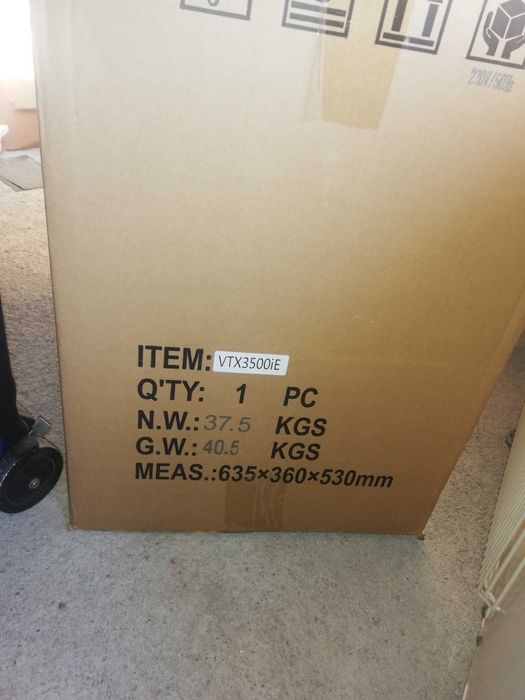 230V/50Hz
ITEM: VTX3500iE
Q'TY: 1 PC
N.W.: 37.5 KGS
G.W.: 40.5 KGS
MEAS.:635×360×530mm